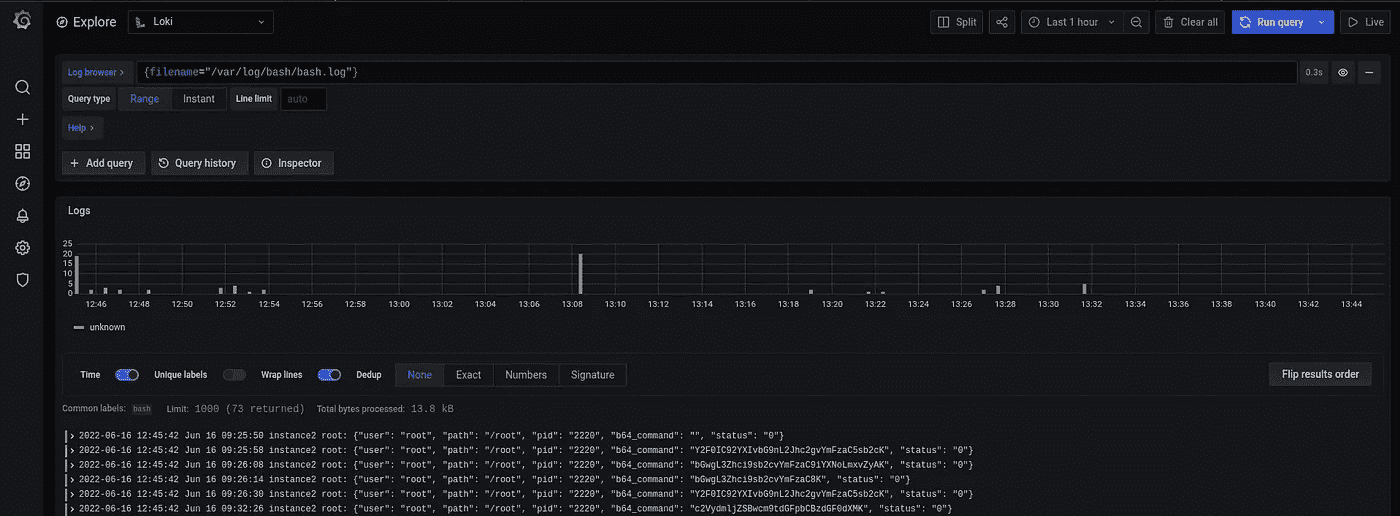 Explore Loki Split Last 1 hour Clear all Run query Live
Log browser > {filename="/var/log/bash/bash.log"} 0.3s
Query type Range Instant Line limit auto
Help >
+ Add query Query history Inspector
Logs
25
20
15
10
5
0
12:46 12:48 12:50 12:52 12:54 12:56 12:58 13:00 13:02 13:04 13:06 13:08 13:10 13:12 13:14 13:16 13:18 13:20 13:22 13:24 13:26 13:28 13:30 13:32 13:34 13:36 13:38 13:40 13:42 13:44
unknown
Time Unique labels Wrap lines Dedup None Exact Numbers Signature Flip results order
Common labels: bash Limit: 1000 (73 returned) Total bytes processed: 13.8 kB
> 2022-06-16 12:45:42 Jun 16 09:25:50 instance2 root: {"user": "root", "path": "/root", "pid": "2220", "b64_command": "", "status": "0"}
> 2022-06-16 12:45:42 Jun 16 09:25:58 instance2 root: {"user": "root", "path": "/root", "pid": "2220", "b64_command": "Y2F0IC92YXIvbG9nL2Jhc2gvYmFzaC5sb2cK", "status": "0"}
> 2022-06-16 12:45:42 Jun 16 09:26:08 instance2 root: {"user": "root", "path": "/root", "pid": "2220", "b64_command": "bGwgL3Zhci9sb2cvYmFzaC9iYXNoLmxvZyAK", "status": "0"}
> 2022-06-16 12:45:42 Jun 16 09:26:14 instance2 root: {"user": "root", "path": "/root", "pid": "2220", "b64_command": "bGwgL3Zhci9sb2cvYmFzaC8K", "status": "0"}
> 2022-06-16 12:45:42 Jun 16 09:26:30 instance2 root: {"user": "root", "path": "/root", "pid": "2220", "b64_command": "Y2F0IC92YXIvbG9nL2Jhc2gvYmFzaC5sb2cK", "status": "0"}
> 2022-06-16 12:45:42 Jun 16 09:32:26 instance2 root: {"user": "root", "path": "/root", "pid": "2220", "b64_command": "c2VydmljZSBwcm9tdGFpbCBzdGF0dXMK", "status": "0"}